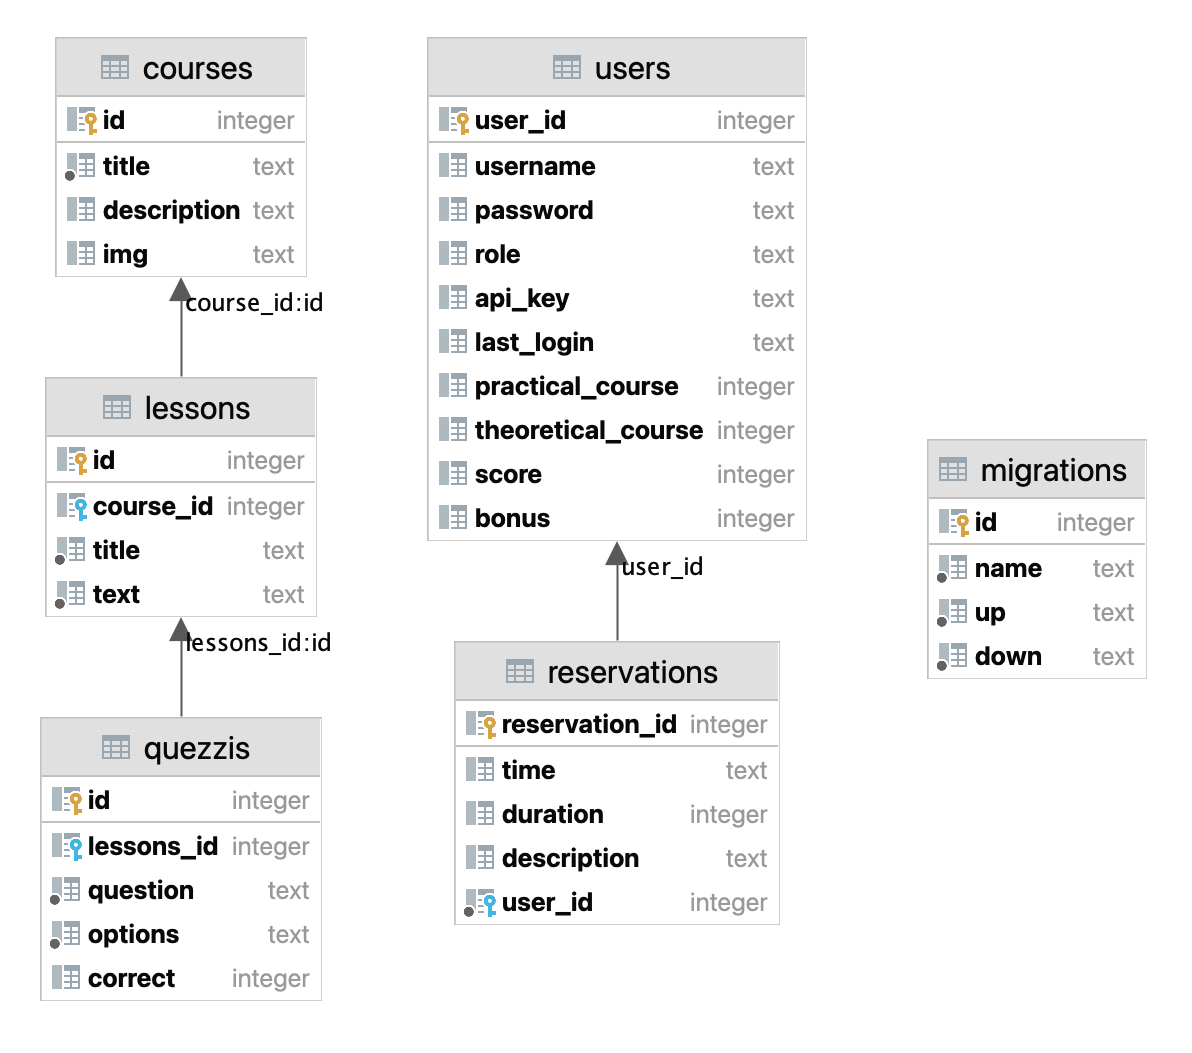 courses
id integer
title text
description text
img text
course_id:id
lessons
id integer
course_id integer
title text
text text
lessons_id:id
quezzis
id integer
lessons_id integer
question text
options text
correct integer
users
user_id integer
username text
password text
role text
api_key text
last_login text
practical_course integer
theoretical_course integer
score integer
bonus integer
user_id
reservations
reservation_id integer
time text
duration integer
description text
user_id integer
migrations
id integer
name text
up text
down text